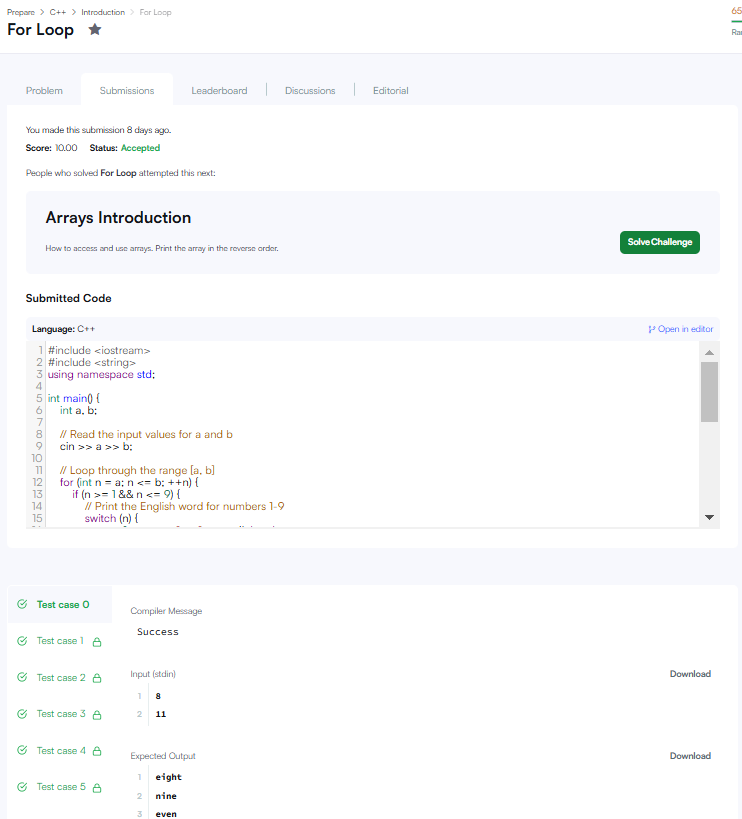 Prepare > C++ > Introduction > For Loop
65
For Loop
Ra
Problem
Submissions
Leaderboard
Discussions
Editorial
You made this submission 8 days ago.
Score: 10.00 Status: Accepted
People who solved For Loop attempted this next:
Arrays Introduction
How to access and use arrays. Print the array in the reverse order.
Solve Challenge
Submitted Code
Language: C++
Open in editor
1 #include <iostream>
2 #include <string>
3 using namespace std;
4
5 int main() {
6 int a, b;
7
8 // Read the input values for a and b
9 cin >> a >> b;
10
11 // Loop through the range [a, b]
12 for (int n = a; n <= b; ++n) {
13 if (n >= 1 && n <= 9) {
14 // Print the English word for numbers 1-9
15 switch (n) {
Test case 0
Test case 1
Test case 2
Test case 3
Test case 4
Test case 5
Compiler Message
Success
Input (stdin)
Download
1 8
2 11
Expected Output
Download
1 eight
2 nine
3 even